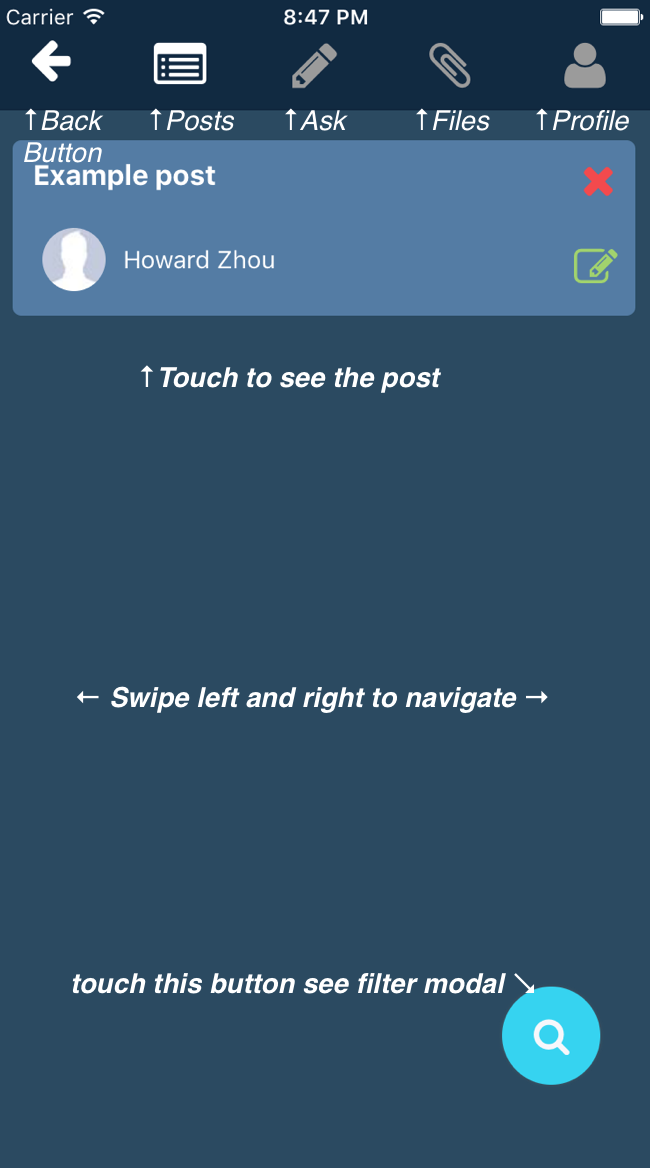 Carrier 8:47 PM
↑Back ↑Posts ↑Ask ↑Files ↑Profile
Button
Example post
Howard Zhou
↑Touch to see the post
← Swipe left and right to navigate →
touch this button see filter modal ↘